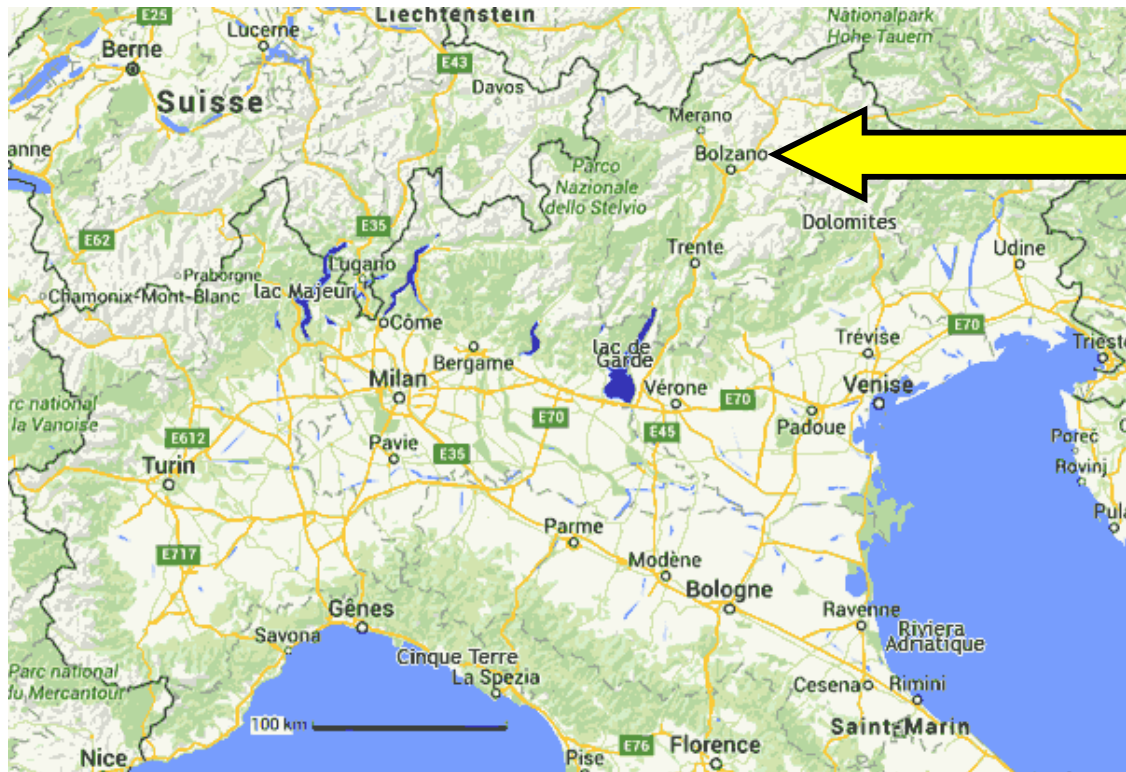 E25
Lucerne
Liechtenstein
Nationalpark
Hohe Tauern
Berne
E43
Davos
Suisse
Merano
anne
Bolzano
Parco
Nazionale
dello Stelvio
E62
E35
Dolomites
Trente
Udine
Praborgne
Lugano
Chamonix-Mont-Blanc
lac Majeur
Côme
E70
Trévise
Trieste
lac de
Garde
Bergame
Milan
Vérone
E70
Venise
rc national
la Vanoise
E70
Padoue
E612
E45
Pavie
E35
Poreč
Turin
Rovinj
Pula
Parme
E717
Modène
Bologne
Gênes
Ravenne
Savona
Riviera
Adriatique
Cinque Terre
Parc national
du Mercantour
La Spezia
Cesena
Rimini
100 km
Saint-Marin
Nice
Pise
E76
Florence